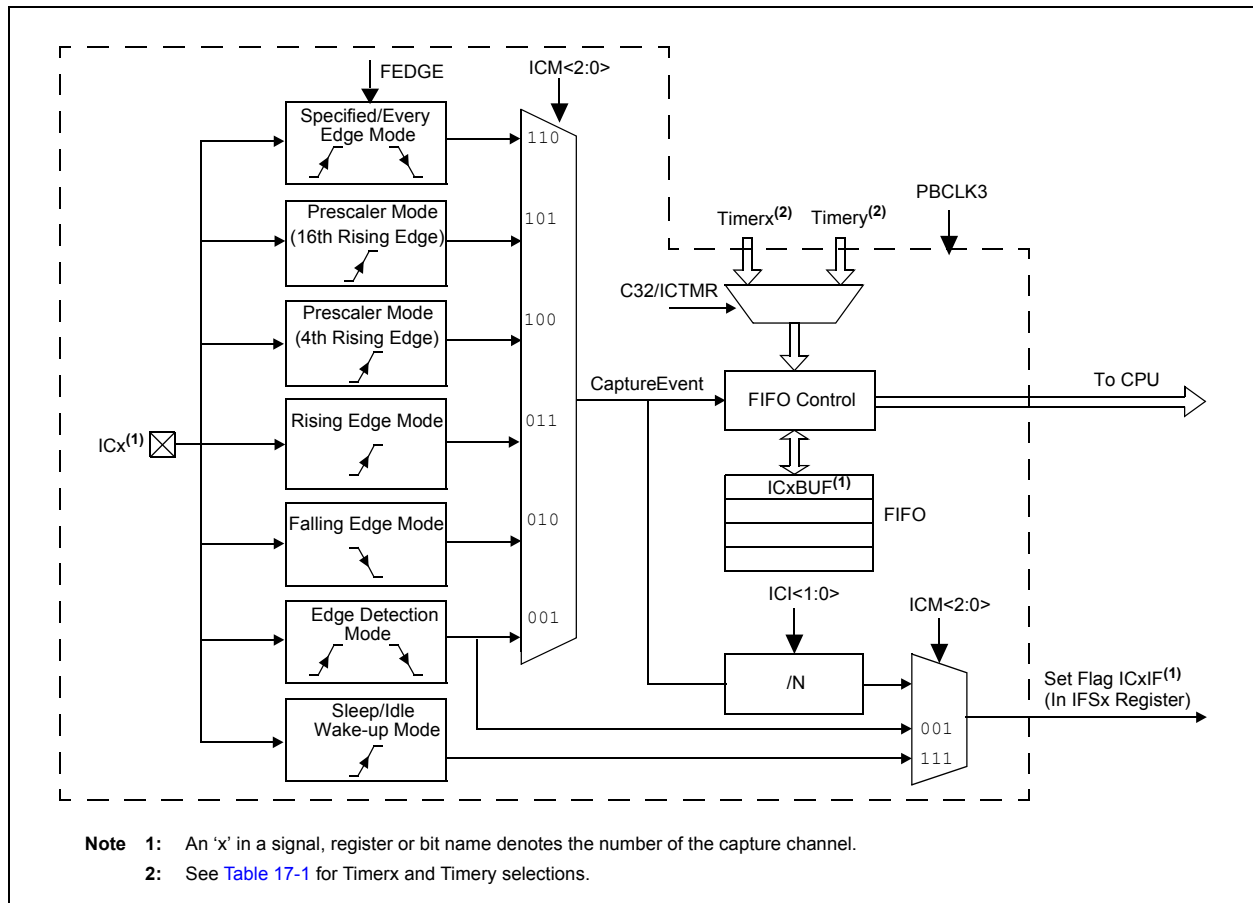 FEDGE
ICM<2:0>
Specified/Every
Edge Mode
110
Prescaler Mode
(16th Rising Edge)
101
Timerx(2)
Timery(2)
PBCLK3
C32/ICTMR
Prescaler Mode
(4th Rising Edge)
100
CaptureEvent
FIFO Control
To CPU
ICx(1)
Rising Edge Mode
011
ICxBUF(1)
FIFO
Falling Edge Mode
010
ICI<1:0>
ICM<2:0>
Edge Detection
Mode
001
/N
Set Flag ICxIF(1)
(In IFSx Register)
Sleep/Idle
Wake-up Mode
001
111
Note 1: An ‘x’ in a signal, register or bit name denotes the number of the capture channel.
2: See Table 17-1 for Timerx and Timery selections.